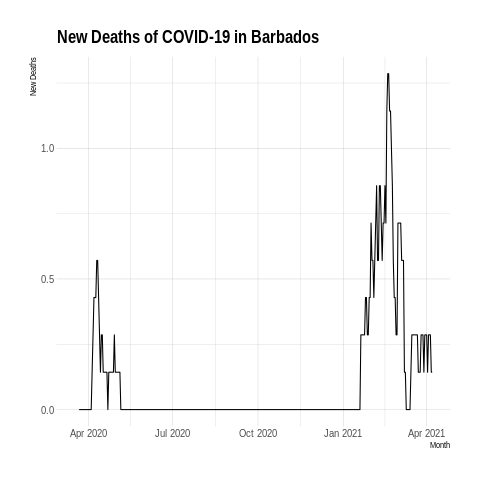 New Deaths of COVID-19 in Barbados
New Deaths
1.0
0.5
0.0
Apr 2020
Jul 2020
Oct 2020
Jan 2021
Apr 2021
Month